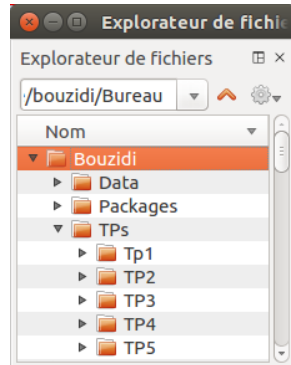 Explorateur de fichie
Explorateur de fichiers
/bouzidi/Bureau
Nom
Bouzidi
Data
Packages
TPs
Tp1
TP2
TP3
TP4
TP5